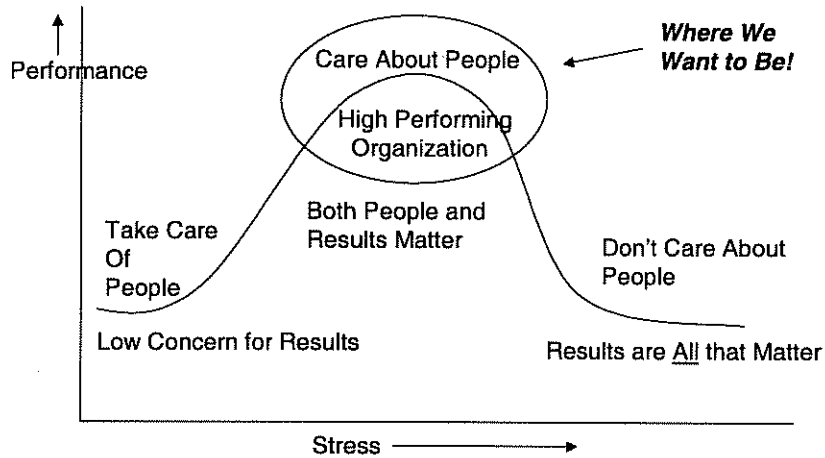 Performance
Care About People
Where We
Want to Be!
High Performing
Organization
Take Care
Of
People
Both People and
Results Matter
Don't Care About
People
Low Concern for Results
Results are All that Matter
Stress